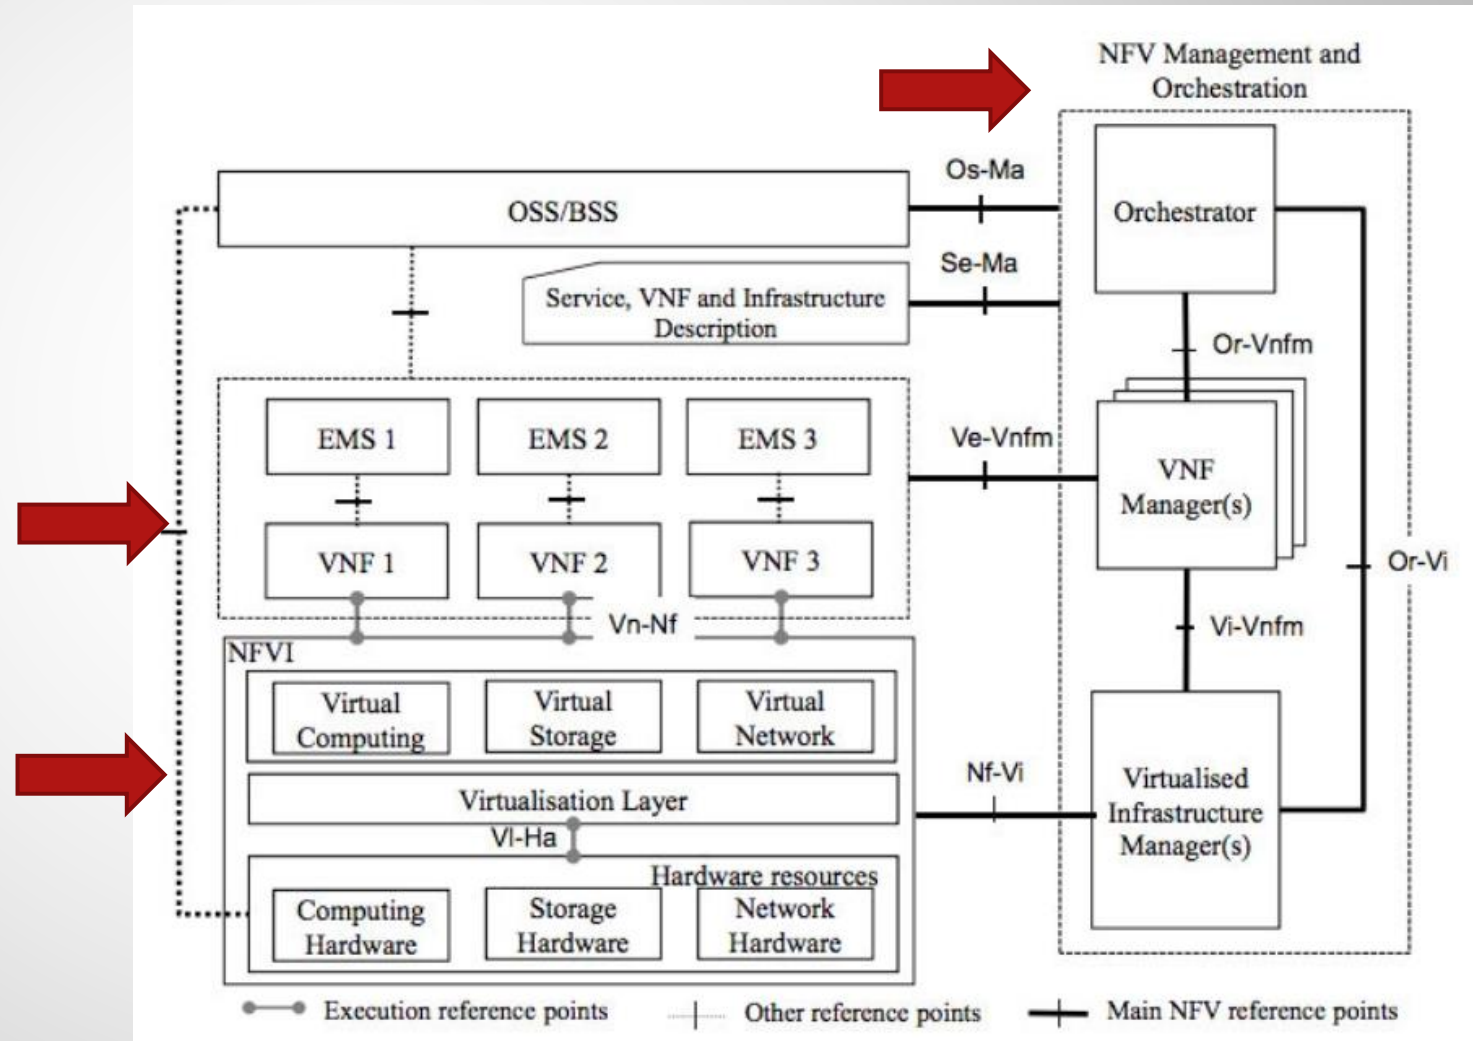 NFV Management and
Orchestration
Os-Ma
OSS/BSS
Orchestrator
Se-Ma
Service, VNF and Infrastructure
Description
Or-Vnfm
EMS 1
EMS 2
EMS 3
Ve-Vnfm
VNF
Manager(s)
VNF 1
VNF 2
VNF 3
Or-Vi
Vn-Nf
Vi-Vnfm
NFVI
Virtual
Computing
Virtual
Storage
Virtual
Network
Nf-Vi
Virtualised
Infrastructure
Manager(s)
Virtualisation Layer
Vl-Ha
Hardware resources
Computing
Hardware
Storage
Hardware
Network
Hardware
Execution reference points
Other reference points
Main NFV reference points